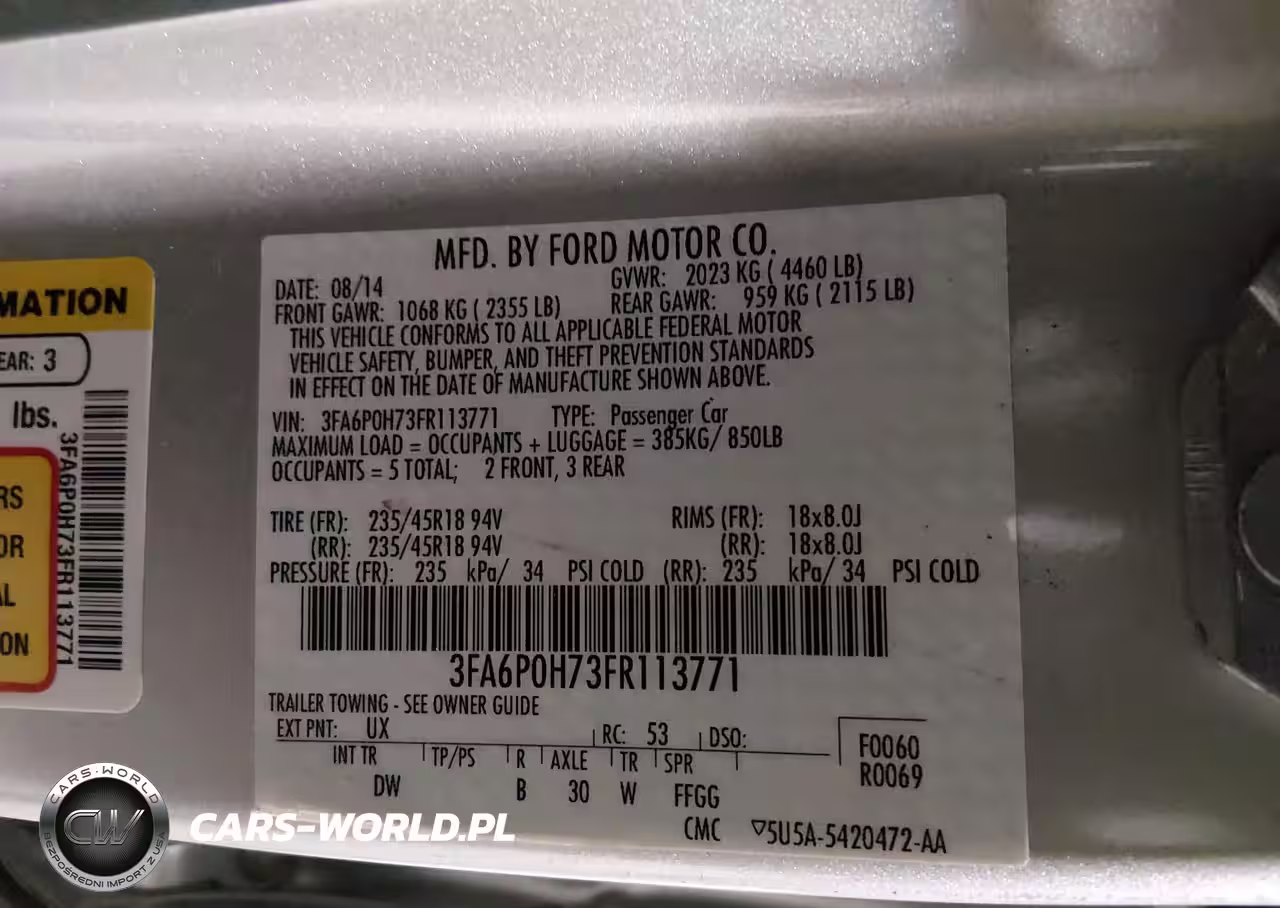 MATION
EAR: 3
lbs.
3FA6P0H73FR113771
RS
OR
AL
ON
MFD. BY FORD MOTOR CO.
DATE: 08/14 GVWR: 2023 KG ( 4460 LB)
FRONT GAWR: 1068 KG ( 2355 LB) REAR GAWR: 959 KG ( 2115 LB)
THIS VEHICLE CONFORMS TO ALL APPLICABLE FEDERAL MOTOR
VEHICLE SAFETY, BUMPER, AND THEFT PREVENTION STANDARDS
IN EFFECT ON THE DATE OF MANUFACTURE SHOWN ABOVE.
VIN: 3FA6P0H73FR113771 TYPE: Passenger Car
MAXIMUM LOAD = OCCUPANTS + LUGGAGE = 385KG/ 850LB
OCCUPANTS = 5 TOTAL; 2 FRONT, 3 REAR
TIRE (FR): 235/45R18 94V RIMS (FR): 18x8.0J
(RR): 235/45R18 94V (RR): 18x8.0J
PRESSURE (FR): 235 kPa/ 34 PSI COLD (RR): 235 kPa/ 34 PSI COLD
3FA6P0H73FR113771
TRAILER TOWING - SEE OWNER GUIDE
EXT PNT: UX RC: 53 DSO:
INT TR TP/PS R AXLE TR SPR
DW B 30 W FFGG
F0060
R0069
CMC ▽5U5A-5420472-AA
CARS-WORLD
CW
BEZPOŚREDNI IMPORT Z USA
CARS-WORLD.PL